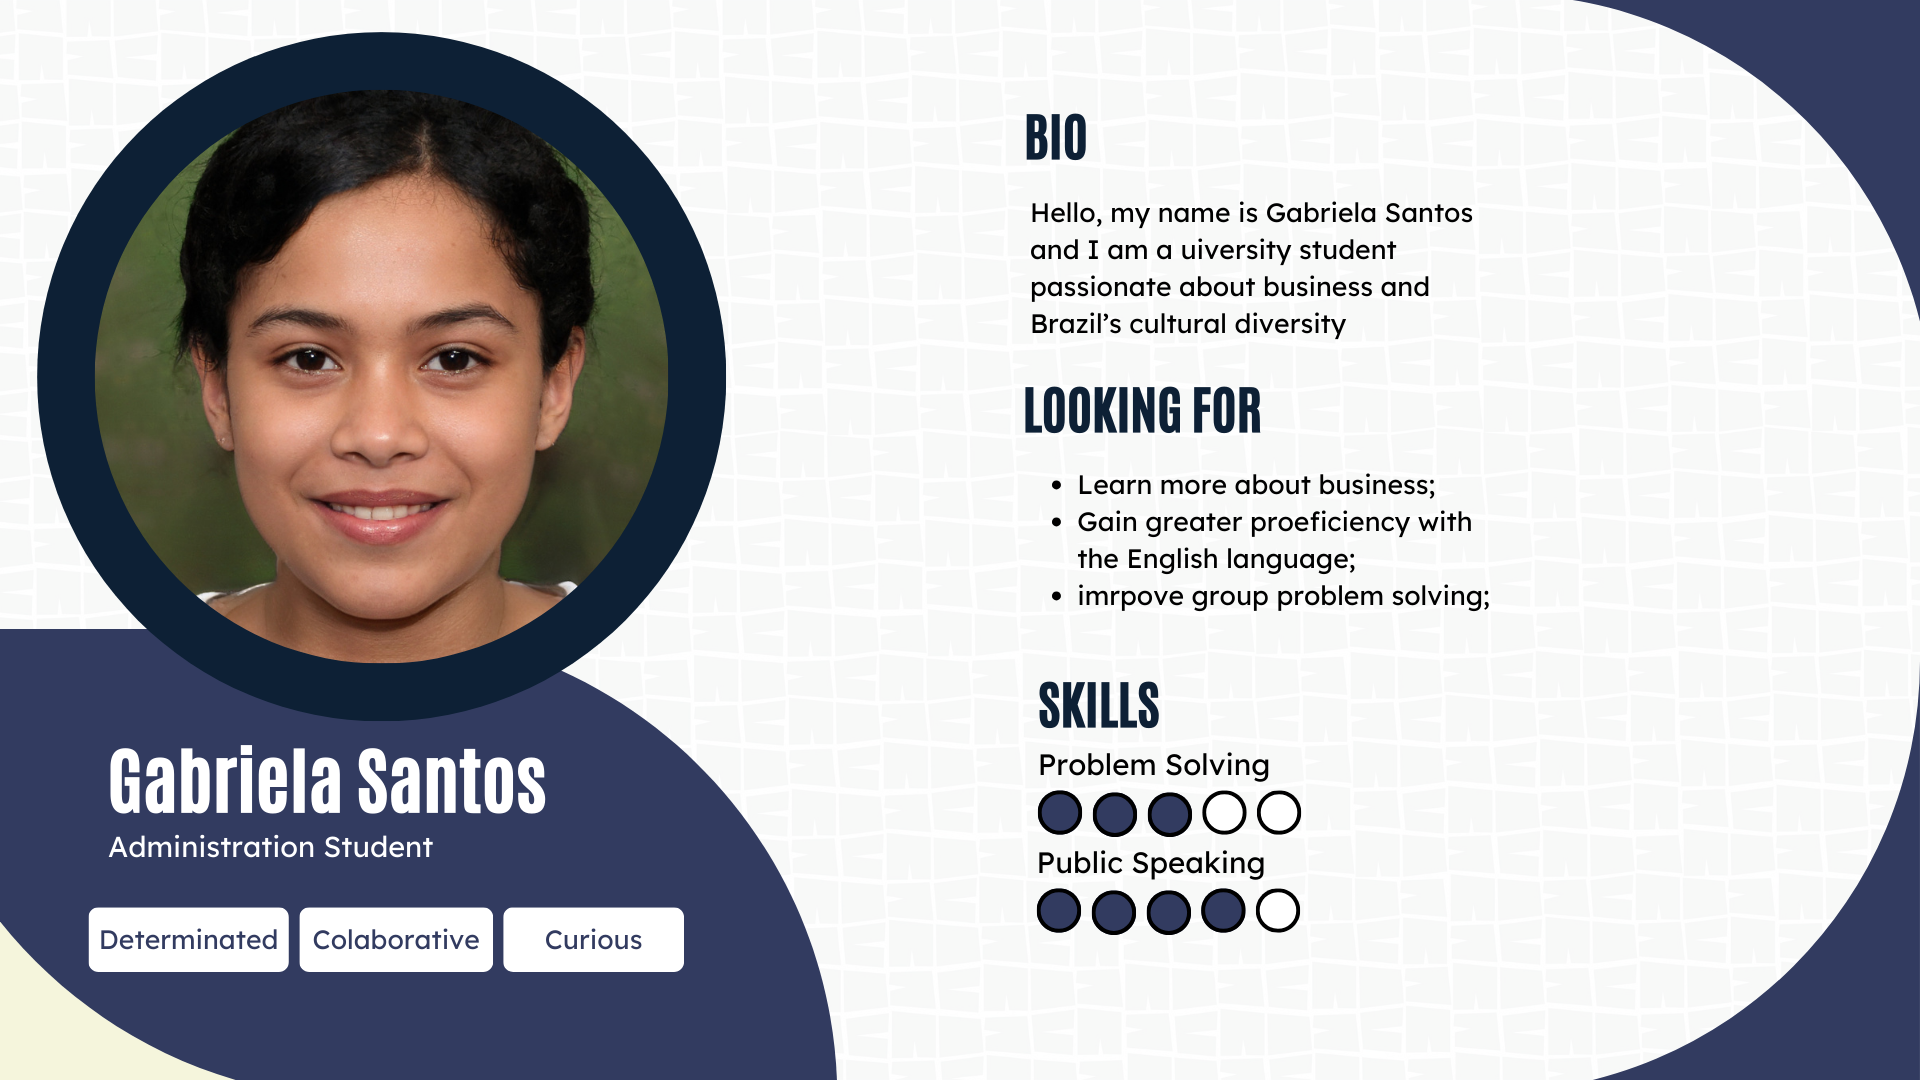 Gabriela Santos
Administration Student
Determinated
Colaborative
Curious
BIO
Hello, my name is Gabriela Santos
and I am a uiversity student
passionate about business and
Brazil’s cultural diversity
LOOKING FOR
• Learn more about business;
• Gain greater proeficiency with
the English language;
• imrpove group problem solving;
SKILLS
Problem Solving
Public Speaking